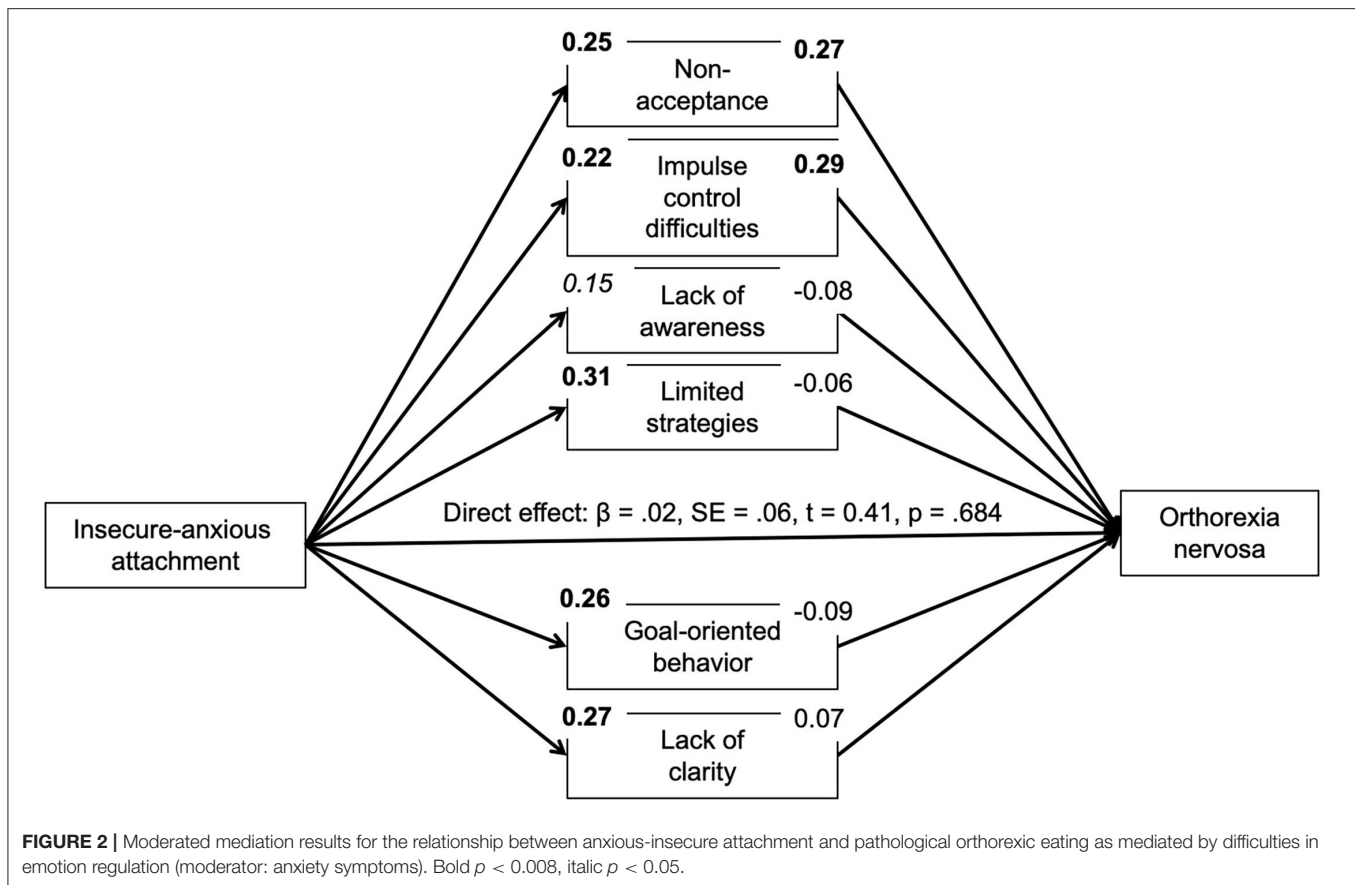 0.25
0.27
Non-
acceptance
0.22
0.29
Impulse
control
difficulties
0.15
-0.08
Lack of
awareness
0.31
-0.06
Limited
strategies
Direct effect: β = .02, SE = .06, t = 0.41, p = .684
Insecure-anxious
attachment
Orthorexia
nervosa
0.26
-0.09
Goal-oriented
behavior
0.27
0.07
Lack of
clarity
FIGURE 2 | Moderated mediation results for the relationship between anxious-insecure attachment and pathological orthorexic eating as mediated by difficulties in
emotion regulation (moderator: anxiety symptoms). Bold p < 0.008, italic p < 0.05.